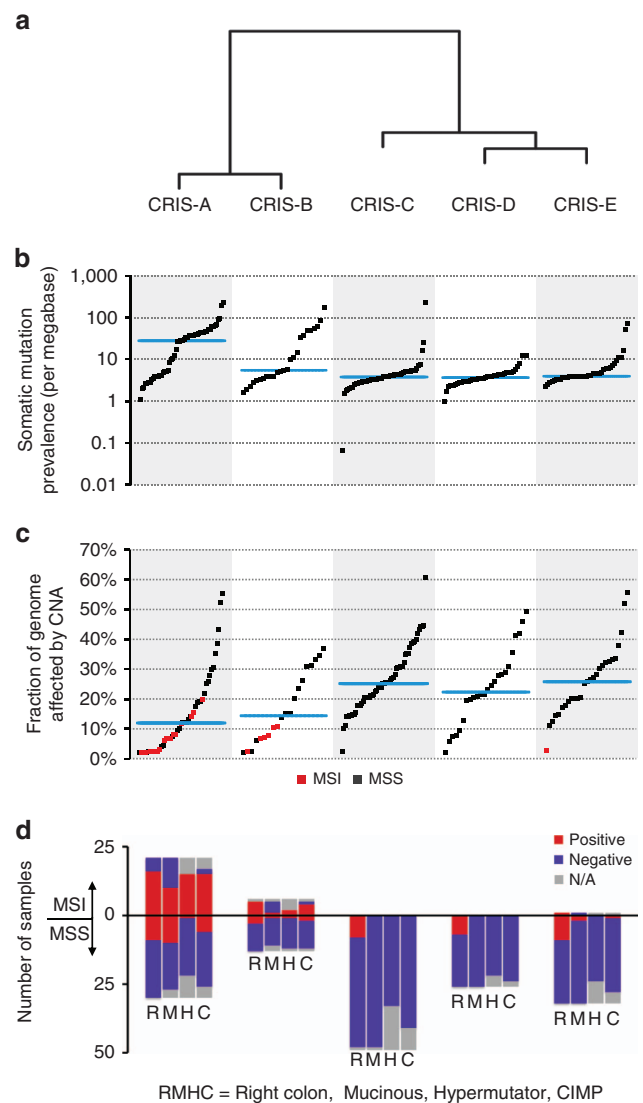 a
CRIS-A CRIS-B CRIS-C CRIS-D CRIS-E
b
Somatic mutation
prevalence (per megabase)
1,000
100
10
1
0.1
0.01
c
Fraction of genome
affected by CNA
70%
60%
50%
40%
30%
20%
10%
0%
MSI MSS
d
Number of samples
MSI
MSS
25
0
25
50
Positive
Negative
N/A
RMHC
RMHC
RMHC
RMHC
RMHC
RMHC = Right colon, Mucinous, Hypermutator, CIMP